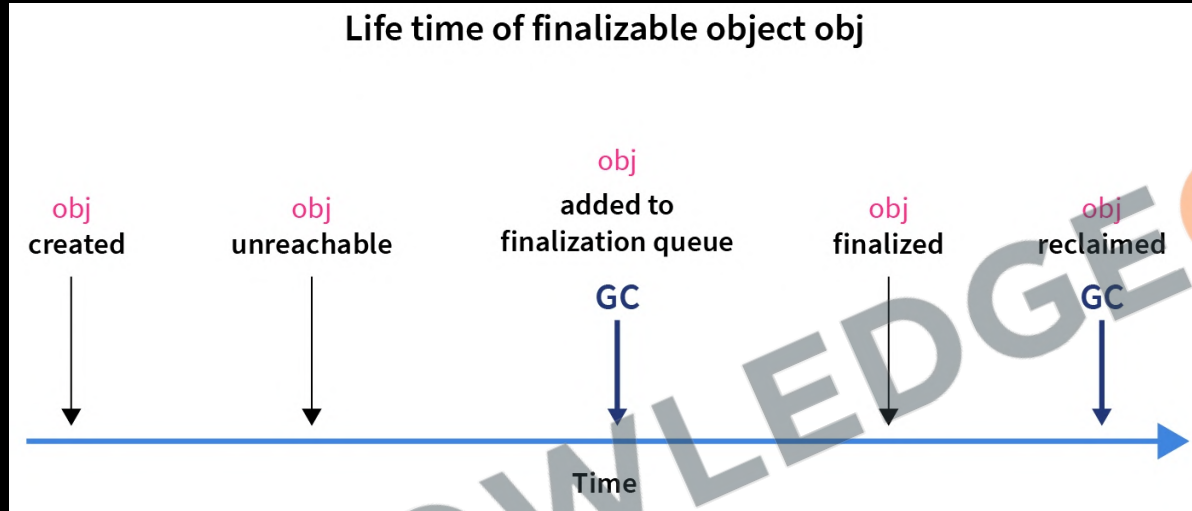 Life time of finalizable object obj
obj
created
obj
unreachable
obj
added to
finalization queue
GC
obj
finalized
obj
reclaimed
GC
Time
OWLEDGE